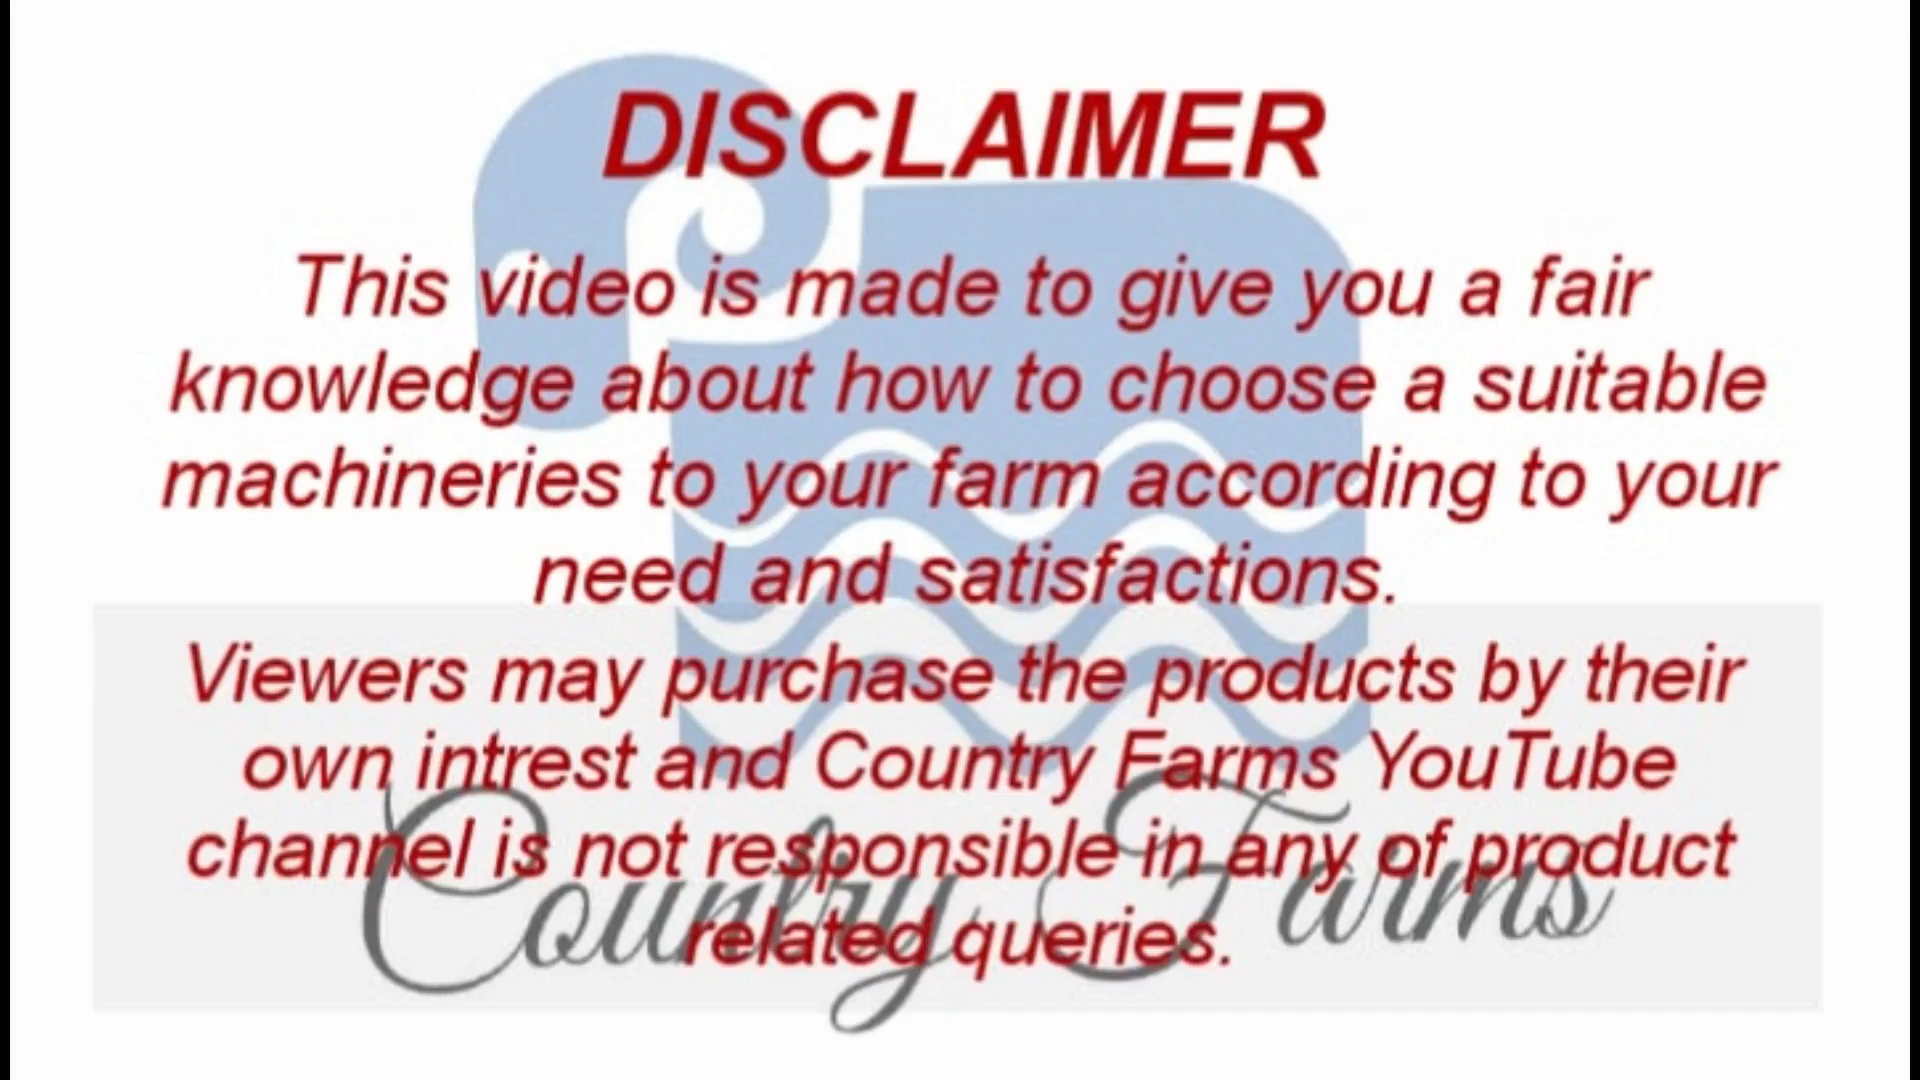 DISCLAIMER
This video is made to give you a fair
knowledge about how to choose a suitable
machineries to your farm according to your
need and satisfactions.
Viewers may purchase the products by their
own intrest and Country Farms YouTube
channel is not responsible in any of product
related queries.
Country Farms